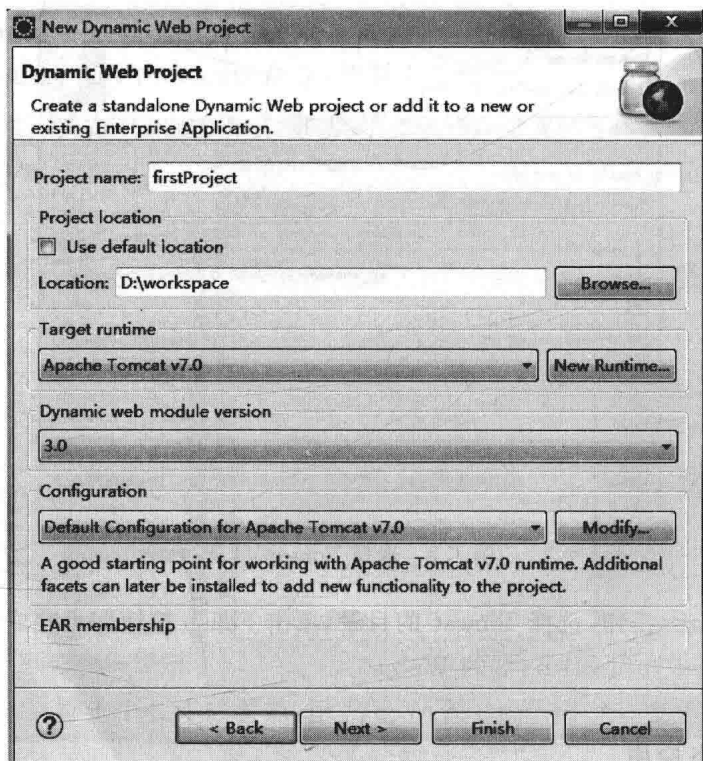 New Dynamic Web Project
Dynamic Web Project
Create a standalone Dynamic Web project or add it to a new or
existing Enterprise Application.
Project name: firstProject
Project location
Use default location
Location: D:\workspace Browse...
Target runtime
Apache Tomcat v7.0 New Runtime...
Dynamic web module version
3.0
Configuration
Default Configuration for Apache Tomcat v7.0 Modify...
A good starting point for working with Apache Tomcat v7.0 runtime. Additional
facets can later be installed to add new functionality to the project.
EAR membership
? < Back Next > Finish Cancel